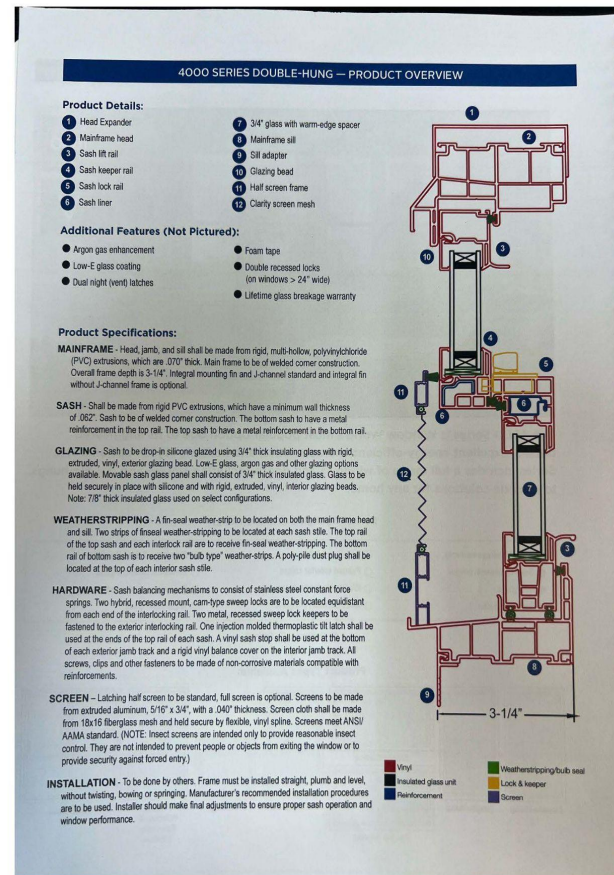 4000 SERIES DOUBLE-HUNG — PRODUCT OVERVIEW
Product Details:
1 Head Expander
2 Mainframe head
3 Sash lift rail
4 Sash keeper rail
5 Sash lock rail
6 Sash liner
7 3/4" glass with warm-edge spacer
8 Mainframe sill
9 Sill adapter
10 Glazing bead
11 Half screen frame
12 Clarity screen mesh
Additional Features (Not Pictured):
● Argon gas enhancement
● Low-E glass coating
● Dual night (vent) latches
● Foam tape
● Double recessed locks
(on windows > 24" wide)
● Lifetime glass breakage warranty
Product Specifications:
MAINFRAME - Head, jamb, and sill shall be made from rigid, multi-hollow, polyvinylchloride
(PVC) extrusions, which are .070" thick. Main frame to be of welded corner construction.
Overall frame depth is 3-1/4". Integral mounting fin and J-channel standard and integral fin
without J-channel frame is optional.
SASH - Shall be made from rigid PVC extrusions, which have a minimum wall thickness
of .062". Sash to be of welded corner construction. The bottom sash to have a metal
reinforcement in the top rail. The top sash to have a metal reinforcement in the bottom rail.
GLAZING - Sash to be drop-in silicone glazed using 3/4" thick insulating glass with rigid,
extruded, vinyl, exterior glazing bead. Low-E glass, argon gas and other glazing options
available. Movable sash glass panel shall consist of 3/4" thick insulated glass. Glass to be
held securely in place with silicone and with rigid, extruded, vinyl, interior glazing beads.
Note: 7/8" thick insulated glass used on select configurations.
WEATHERSTRIPPING - A fin-seal weather-strip to be located on both the main frame head
and sill. Two strips of finseal weather-stripping to be located at each sash stile. The top rail
of the top sash and each interlock rail are to receive fin-seal weather-stripping. The bottom
rail of bottom sash is to receive two "bulb type" weather-strips. A poly-pile dust plug shall be
located at the top of each interior sash stile.
HARDWARE - Sash balancing mechanisms to consist of stainless steel constant force
springs. Two hybrid, recessed mount, cam-type sweep locks are to be located equidistant
from each end of the interlocking rail. Two metal, recessed sweep lock keepers to be
fastened to the exterior interlocking rail. One injection molded thermoplastic tilt latch shall be
used at the ends of the top rail of each sash. A vinyl sash stop shall be used at the bottom
of each exterior jamb track and a rigid vinyl balance cover on the interior jamb track. All
screws, clips and other fasteners to be made of non-corrosive materials compatible with
reinforcements.
SCREEN – Latching half screen to be standard, full screen is optional. Screens to be made
from extruded aluminum, 5/16" x 3/4", with a .040" thickness. Screen cloth shall be made
from 18x16 fiberglass mesh and held secure by flexible, vinyl spline. Screens meet ANSI/
AAMA standard. (NOTE: Insect screens are intended only to provide reasonable insect
control. They are not intended to prevent people or objects from exiting the window or to
provide security against forced entry.)
INSTALLATION - To be done by others. Frame must be installed straight, plumb and level,
without twisting, bowing or springing. Manufacturer's recommended installation procedures
are to be used. Installer should make final adjustments to ensure proper sash operation and
window performance.
1
2
3
10
4
5
11
6
6
12
7
3
11
8
9
3-1/4"
Vinyl
Insulated glass unit
Reinforcement
Weatherstripping/bulb seal
Lock & keeper
Screen